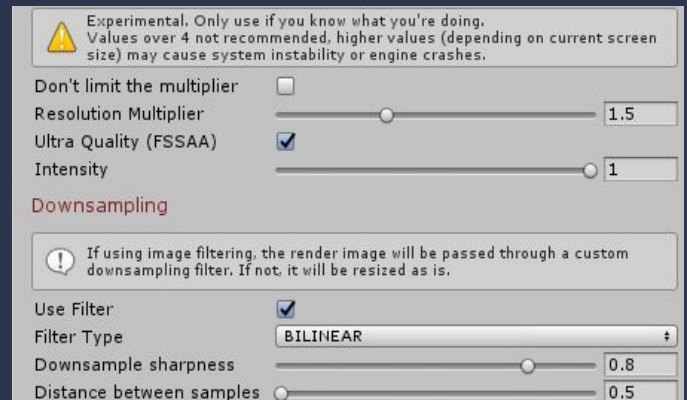 Experimental. Only use if you know what you're doing.
Values over 4 not recommended, higher values (depending on current screen
size) may cause system instability or engine crashes.
Don't limit the multiplier
Resolution Multiplier 1.5
Ultra Quality (FSSAA)
Intensity 1
Downsampling
If using image filtering, the render image will be passed through a custom
downsampling filter. If not, it will be resized as is.
Use Filter
Filter Type BILINEAR
Downsample sharpness 0.8
Distance between samples 0.5